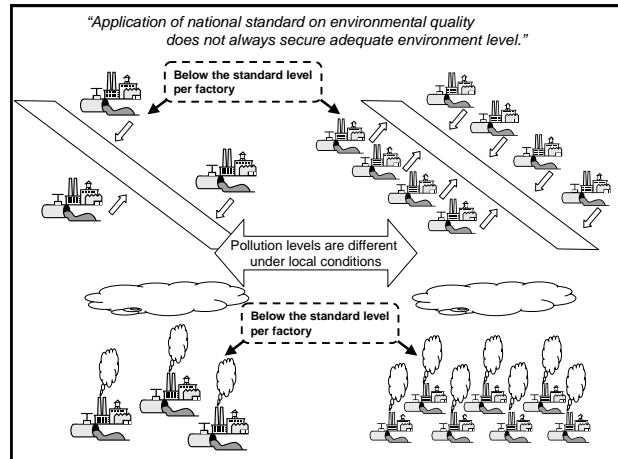 “Application of national standard on environmental quality
does not always secure adequate environment level.”
Below the standard level
per factory
Pollution levels are different
under local conditions
Below the standard level
per factory